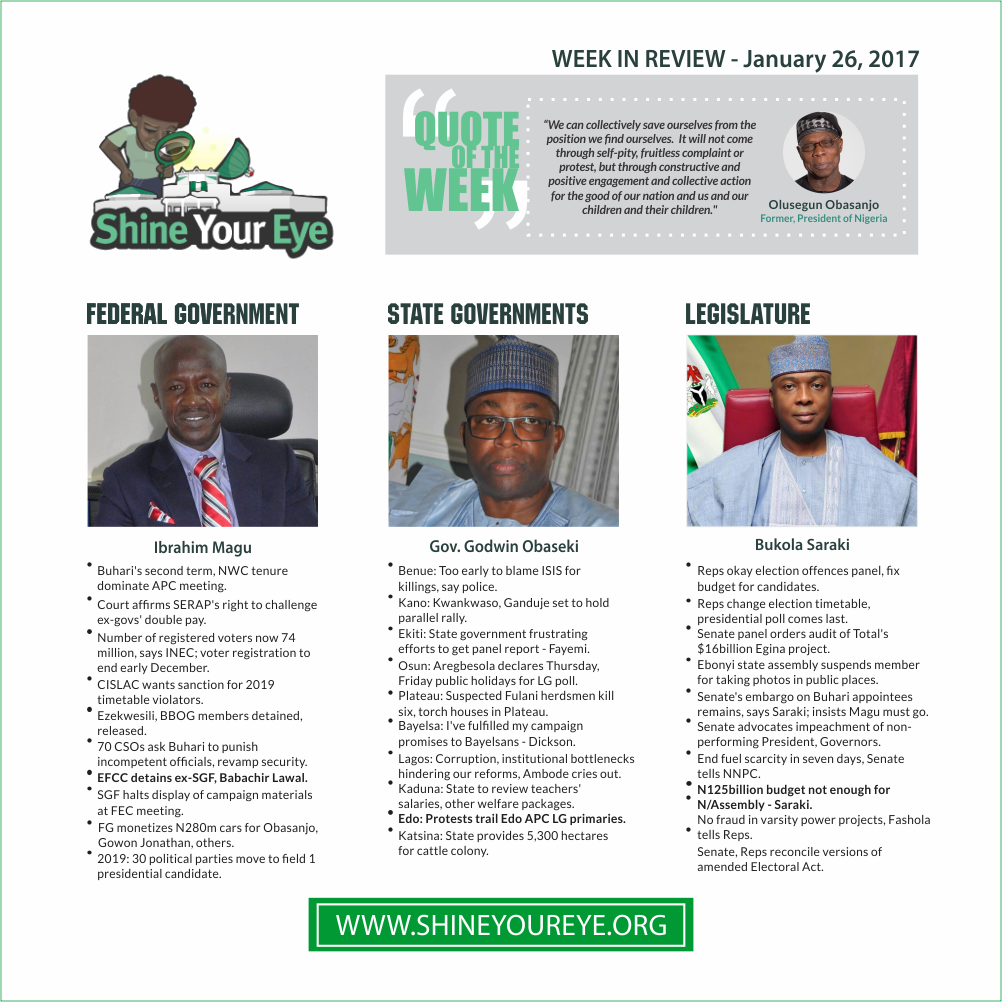 WEEK IN REVIEW - January 26, 2017
Shine Your Eye
QUOTE
OF THE
WEEK
"We can collectively save ourselves from the
position we find ourselves. It will not come
through self-pity, fruitless complaint or
protest, but through constructive and
positive engagement and collective action
for the good of our nation and us and our
children and their children."
Olusegun Obasanjo
Former, President of Nigeria
FEDERAL GOVERNMENT
Ibrahim Magu
• Buhari's second term, NWC tenure
dominate APC meeting.
• Court affirms SERAP's right to challenge
ex-govs' double pay.
• Number of registered voters now 74
million, says INEC; voter registration to
end early December.
• CISLAC wants sanction for 2019
timetable violators.
• Ezekwesili, BBOG members detained,
released.
• 70 CSOs ask Buhari to punish
incompetent officials, revamp security.
• EFCC detains ex-SGF, Babachir Lawal.
• SGF halts display of campaign materials
at FEC meeting.
• FG monetizes N280m cars for Obasanjo,
Gowon Jonathan, others.
• 2019: 30 political parties move to field 1
presidential candidate.
STATE GOVERNMENTS
Gov. Godwin Obaseki
• Benue: Too early to blame ISIS for
killings, say police.
• Kano: Kwankwaso, Ganduje set to hold
parallel rally.
• Ekiti: State government frustrating
efforts to get panel report - Fayemi.
• Osun: Aregbesola declares Thursday,
Friday public holidays for LG poll.
• Plateau: Suspected Fulani herdsmen kill
six, torch houses in Plateau.
• Bayelsa: I've fulfilled my campaign
promises to Bayelsans - Dickson.
• Lagos: Corruption, institutional bottlenecks
hindering our reforms, Ambode cries out.
• Kaduna: State to review teachers'
salaries, other welfare packages.
• Edo: Protests trail Edo APC LG primaries.
• Katsina: State provides 5,300 hectares
for cattle colony.
LEGISLATURE
Bukola Saraki
• Reps okay election offences panel, fix
budget for candidates.
• Reps change election timetable,
presidential poll comes last.
• Senate panel orders audit of Total's
$16billion Egina project.
• Ebonyi state assembly suspends member
for taking photos in public places.
• Senate's embargo on Buhari appointees
remains, says Saraki; insists Magu must go.
• Senate advocates impeachment of non-
performing President, Governors.
• End fuel scarcity in seven days, Senate
tells NNPC.
• N125billion budget not enough for
• N/Assembly - Saraki.
No fraud in varsity power projects, Fashola
• tells Reps.
Senate, Reps reconcile versions of
amended Electoral Act.
WWW.SHINEYOUREYE.ORG